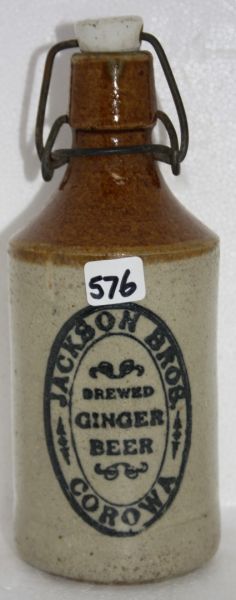 576
JACKSON BROS.
BREWED
GINGER
BEER
COROWA